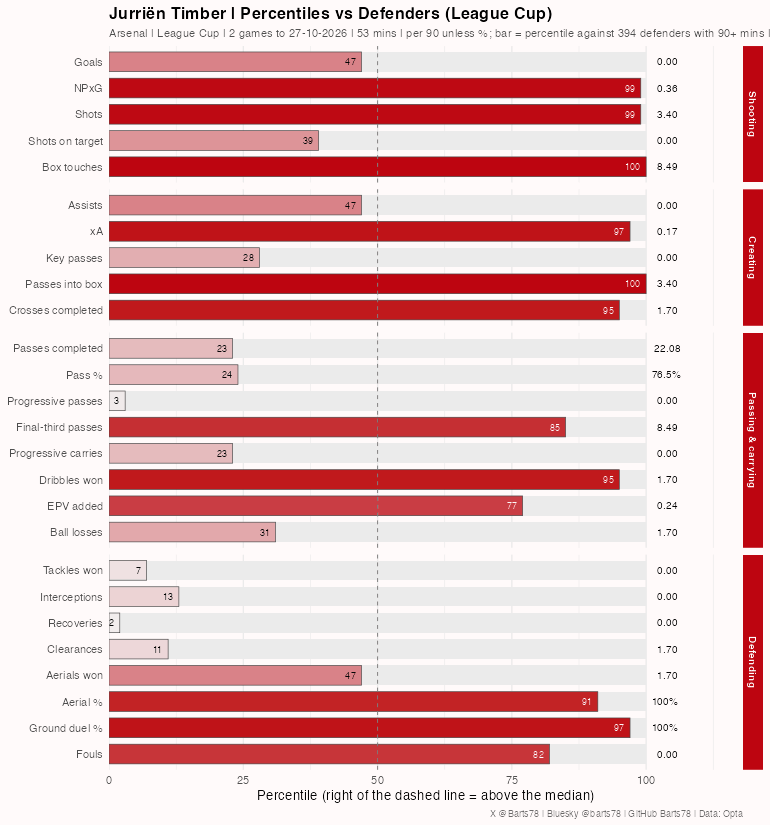 Jurriën Timber | Percentiles vs Defenders (League Cup)
Arsenal | League Cup | 2 games to 27-10-2026 | 53 mins | per 90 unless %; bar = percentile against 394 defenders with 90+ mins |
Goals 47 0.00
NPxG 99 0.36
Shots 99 3.40
Shots on target 39 0.00
Box touches 100 8.49
Shooting
Assists 47 0.00
xA 97 0.17
Key passes 28 0.00
Passes into box 100 3.40
Crosses completed 95 1.70
Creating
Passes completed 23 22.08
Pass % 24 76.5%
Progressive passes 3 0.00
Final-third passes 85 8.49
Progressive carries 23 0.00
Dribbles won 95 1.70
EPV added 77 0.24
Ball losses 31 1.70
Passing & carrying
Tackles won 7 0.00
Interceptions 13 0.00
Recoveries 2 0.00
Clearances 11 1.70
Aerials won 47 1.70
Aerial % 91 100%
Ground duel % 97 100%
Fouls 82 0.00
Defending
0 25 50 75 100
Percentile (right of the dashed line = above the median)
X @Barts78 | Bluesky @barts78 | GitHub Barts78 | Data: Opta